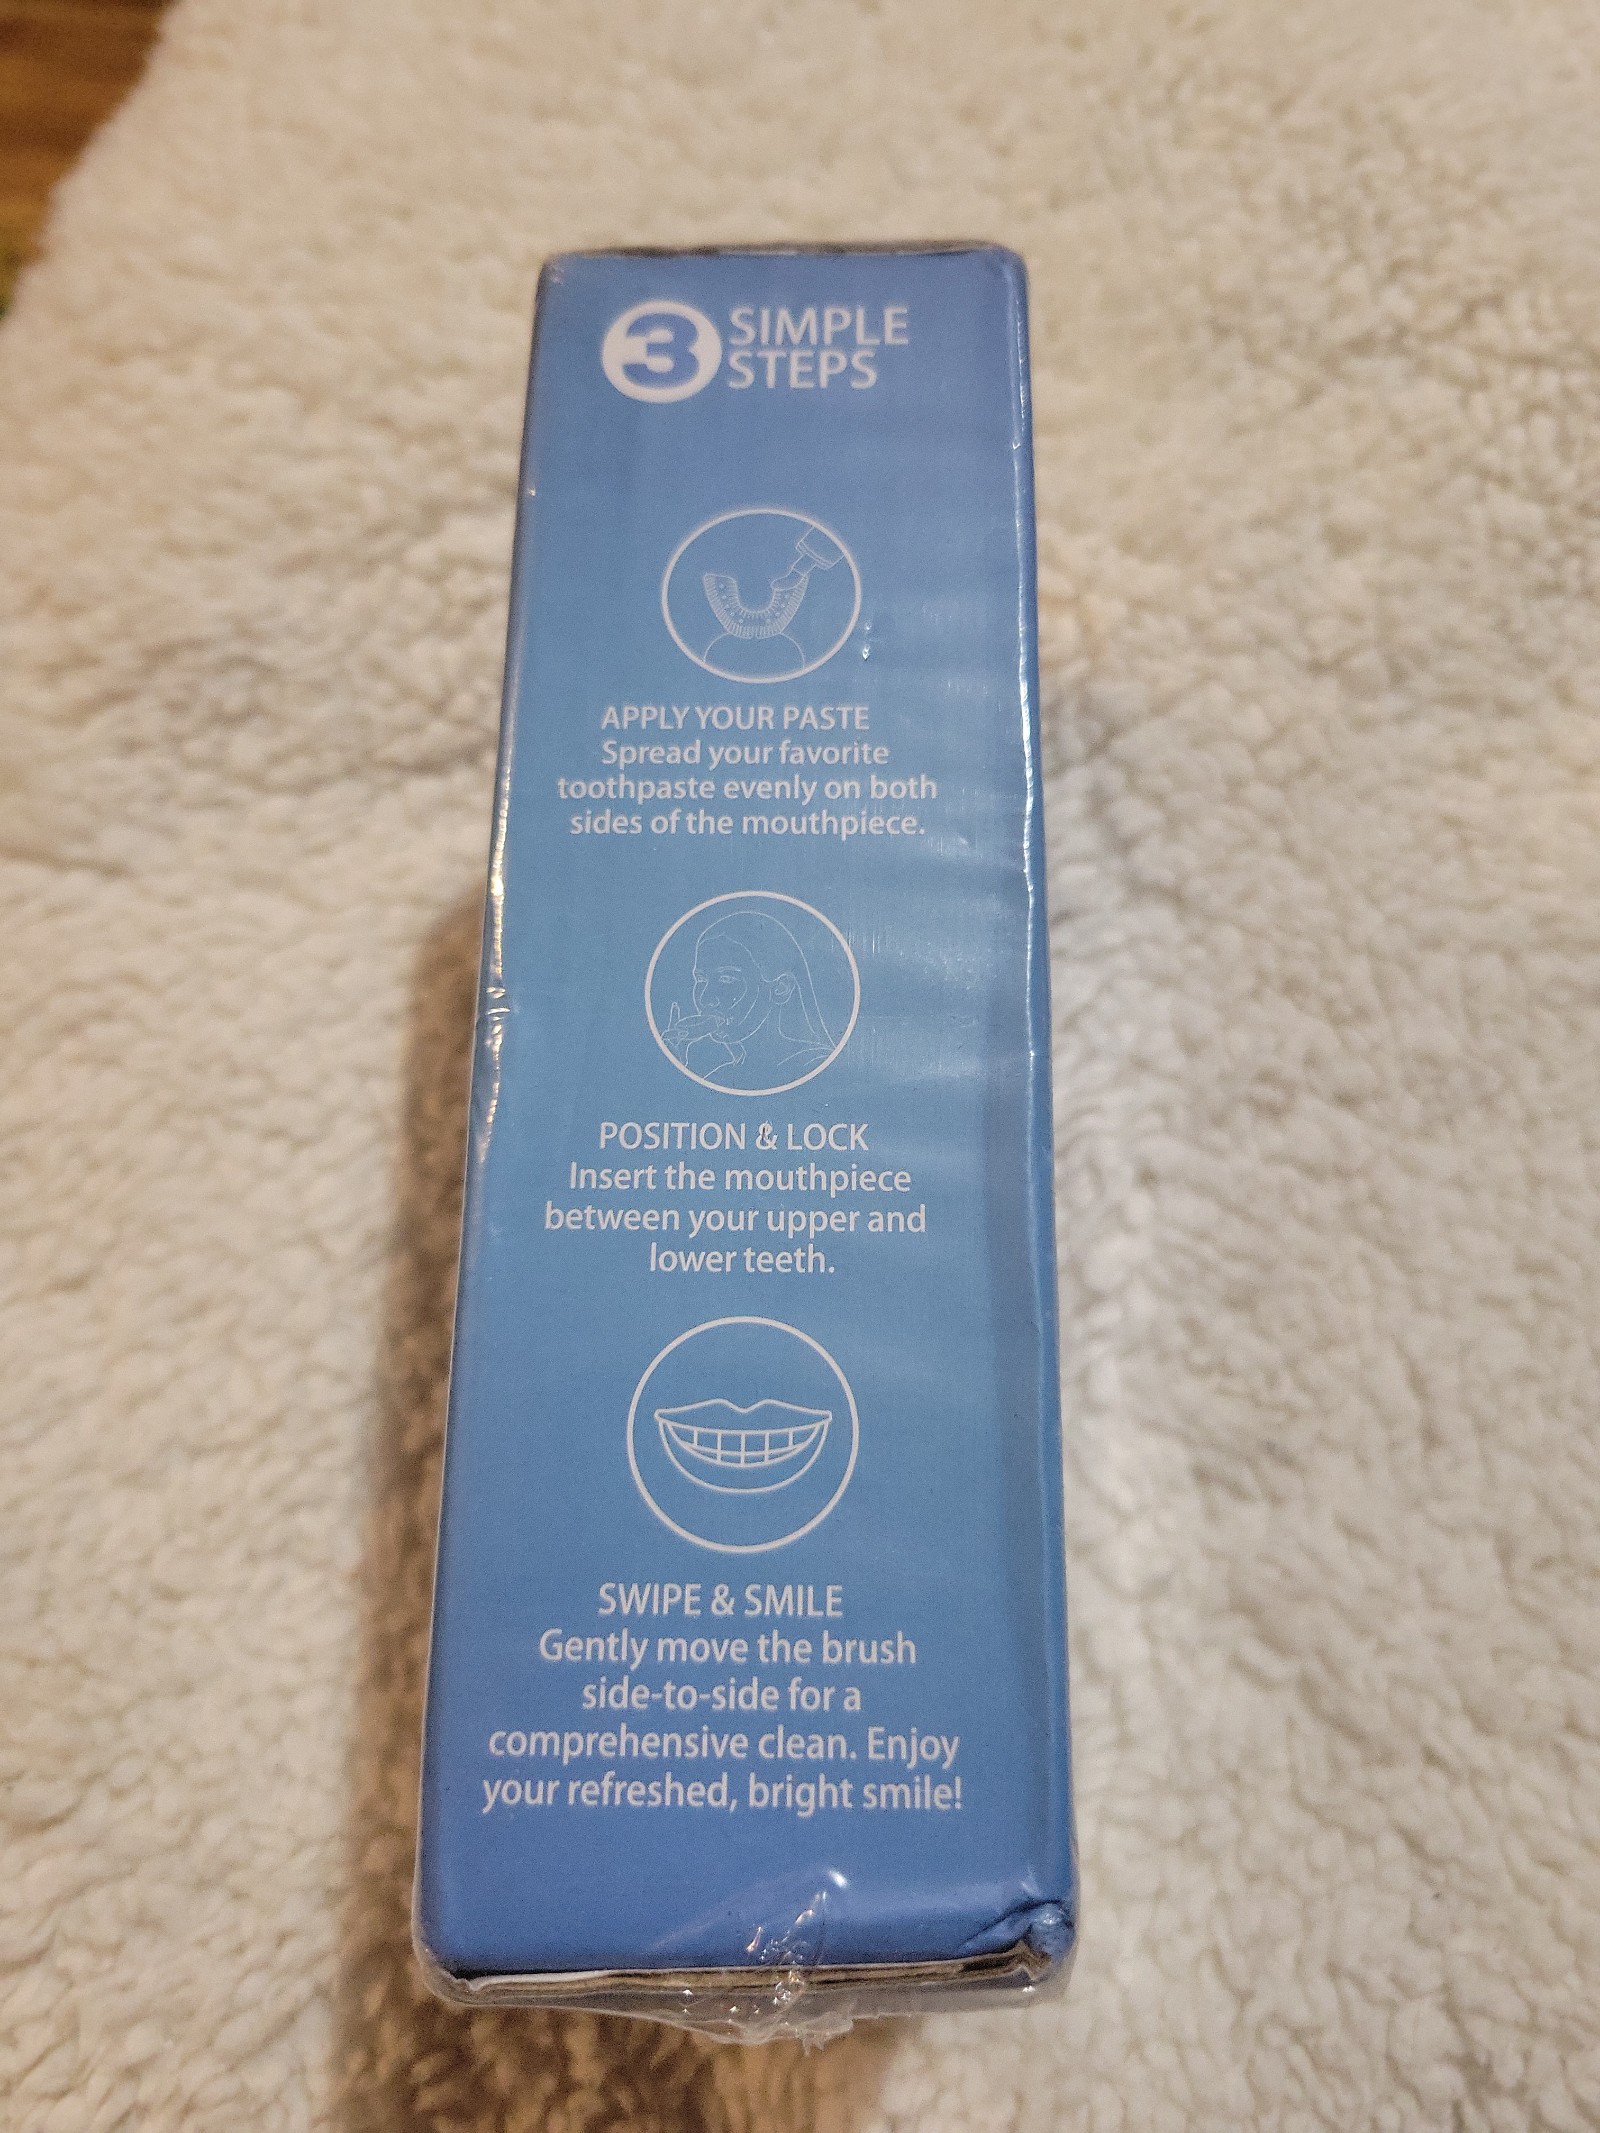 3 SIMPLE
STEPS
APPLY YOUR PASTE
Spread your favorite
toothpaste evenly on both
sides of the mouthpiece.
POSITION & LOCK
Insert the mouthpiece
between your upper and
lower teeth.
SWIPE & SMILE
Gently move the brush
side-to-side for a
comprehensive clean. Enjoy
your refreshed, bright smile!